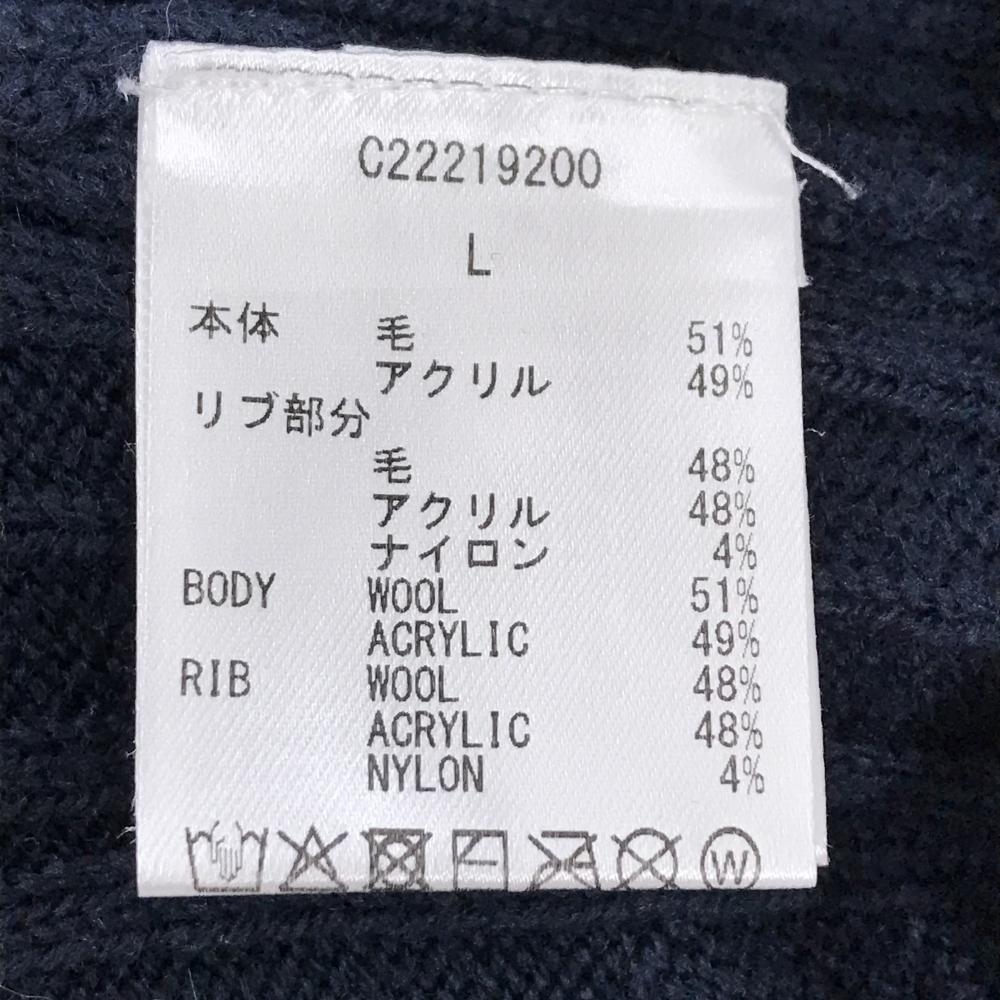 C22219200
L
本体 毛 51%
アクリル 49%
リブ部分
毛 48%
アクリル 48%
ナイロン 4%
BODY WOOL 51%
ACRYLIC 49%
RIB WOOL 48%
ACRYLIC 48%
NYLON 4%
W